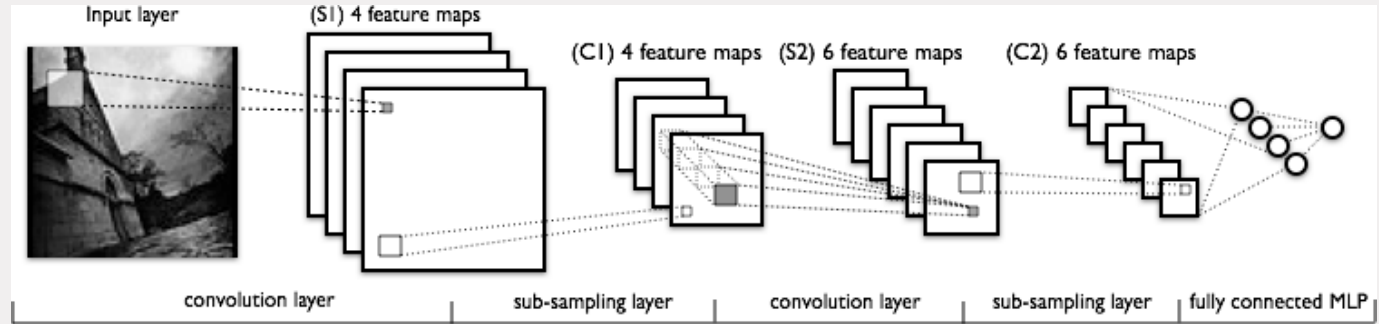 Input layer
(S1) 4 feature maps
(C1) 4 feature maps
(S2) 6 feature maps
(C2) 6 feature maps
convolution layer
sub-sampling layer
convolution layer
sub-sampling layer
fully connected MLP